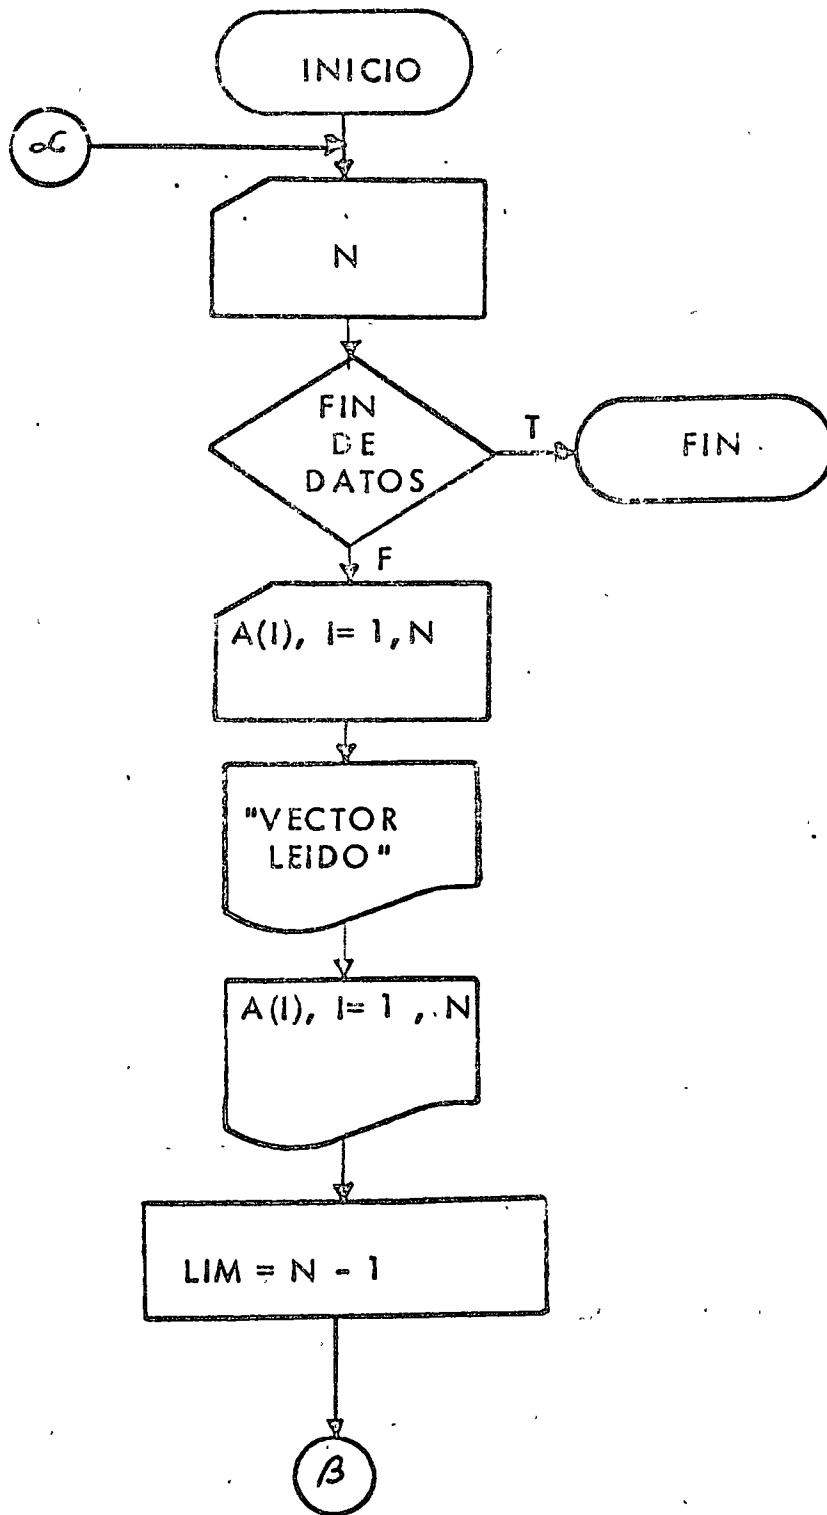 INICIO
α
N
FIN
DE
DATOS
T
FIN
F
A(I), I= 1, N
"VECTOR
LEIDO"
A(I), I= 1, N
LIM = N - 1
β